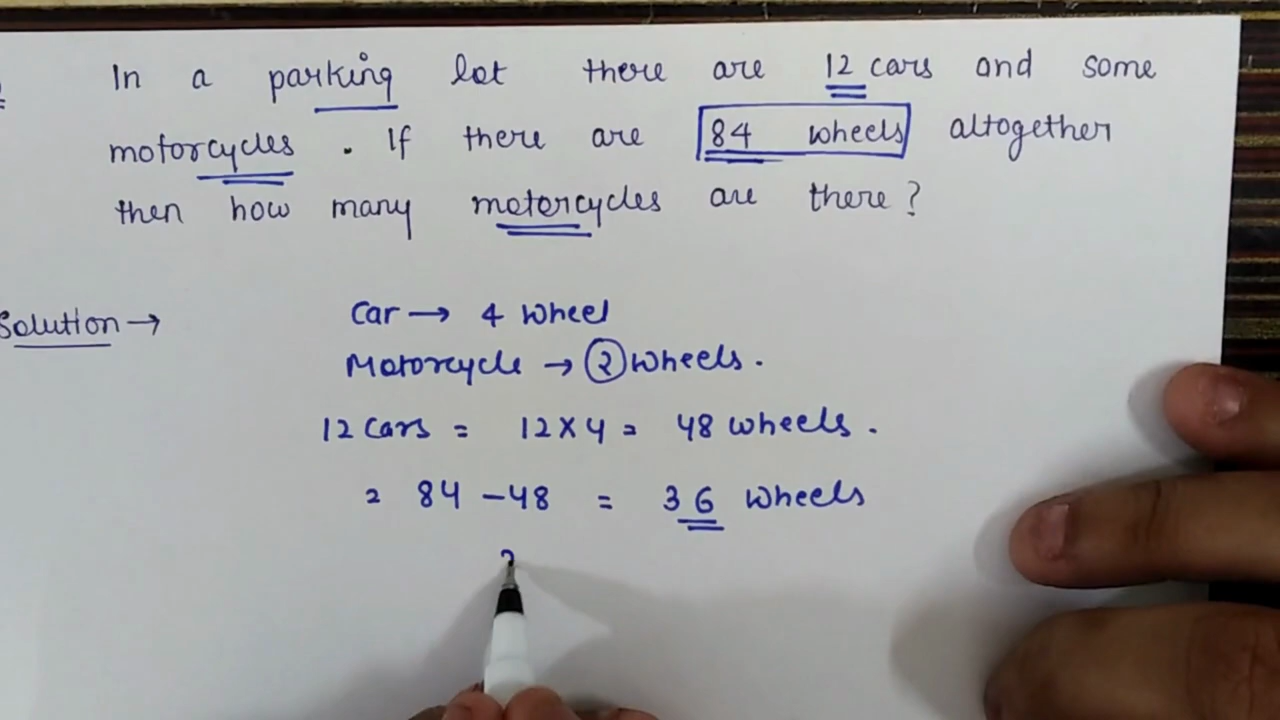 In a parking lot there are 12 cars and some
motorcycles . If there are 84 wheels altogether
then how many motorcycles are there ?
Solution →
Car → 4 wheel
Motorcycle → 2 wheels .
12 cars = 12 x 4 = 48 wheels .
= 84 - 48 = 36 wheels